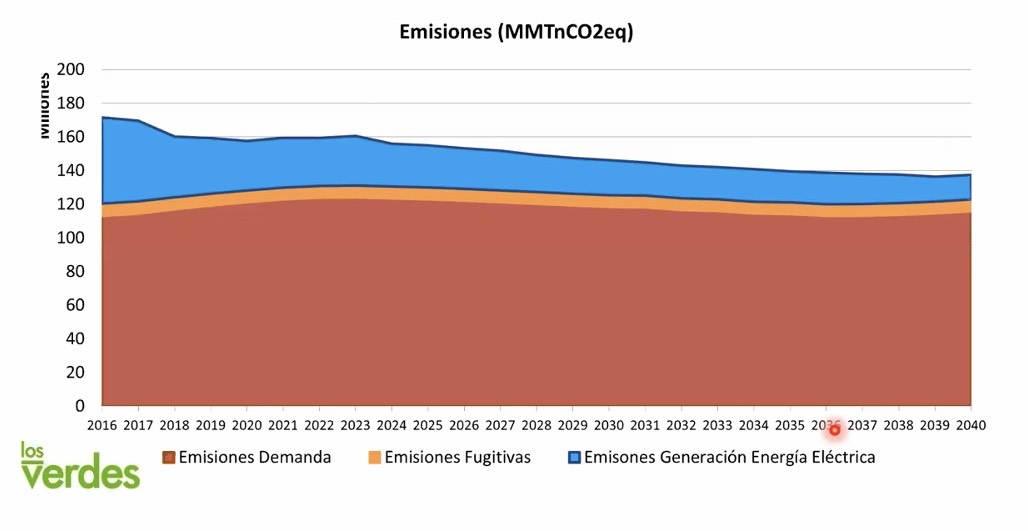 Emisiones (MMTnCO2eq)
Millones
200
180
160
140
120
100
80
60
40
20
0
2016 2017 2018 2019 2020 2021 2022 2023 2024 2025 2026 2027 2028 2029 2030 2031 2032 2033 2034 2035 2036 2037 2038 2039 2040
Emisiones Demanda Emisiones Fugitivas Emisones Generación Energía Eléctrica
los
verdes